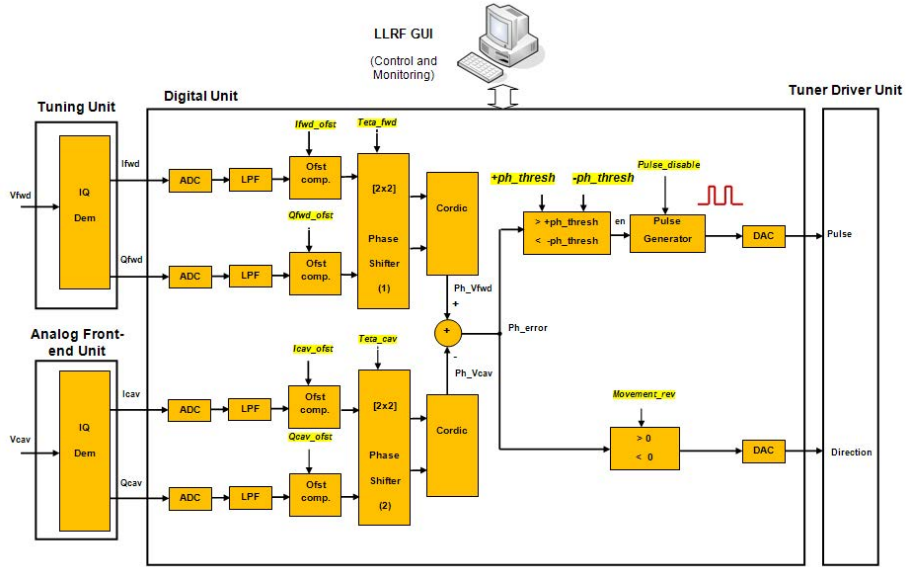 LLRF GUI
(Control and
Monitoring)
Tuning Unit
Digital Unit
Tuner Driver Unit
Vfwd
IQ
Dem
Ifwd
Qfwd
ADC
LPF
Ifwd_ofst
Ofst
comp.
ADC
LPF
Qfwd_ofst
Ofst
comp.
Teta_fwd
[2x2]
Phase
Shifter
(1)
Cordic
Ph_Vfwd
+
+
-
Ph_Vcav
Ph_error
+ph_thresh
-ph_thresh
> +ph_thresh
< -ph_thresh
en
Pulse_disable
Pulse
Generator
DAC
Pulse
Analog Front-
end Unit
Vcav
IQ
Dem
Icav
Qcav
ADC
LPF
Icav_ofst
Ofst
comp.
ADC
LPF
Qcav_ofst
Ofst
comp.
Teta_cav
[2x2]
Phase
Shifter
(2)
Cordic
Movement_rev
> 0
< 0
DAC
Direction